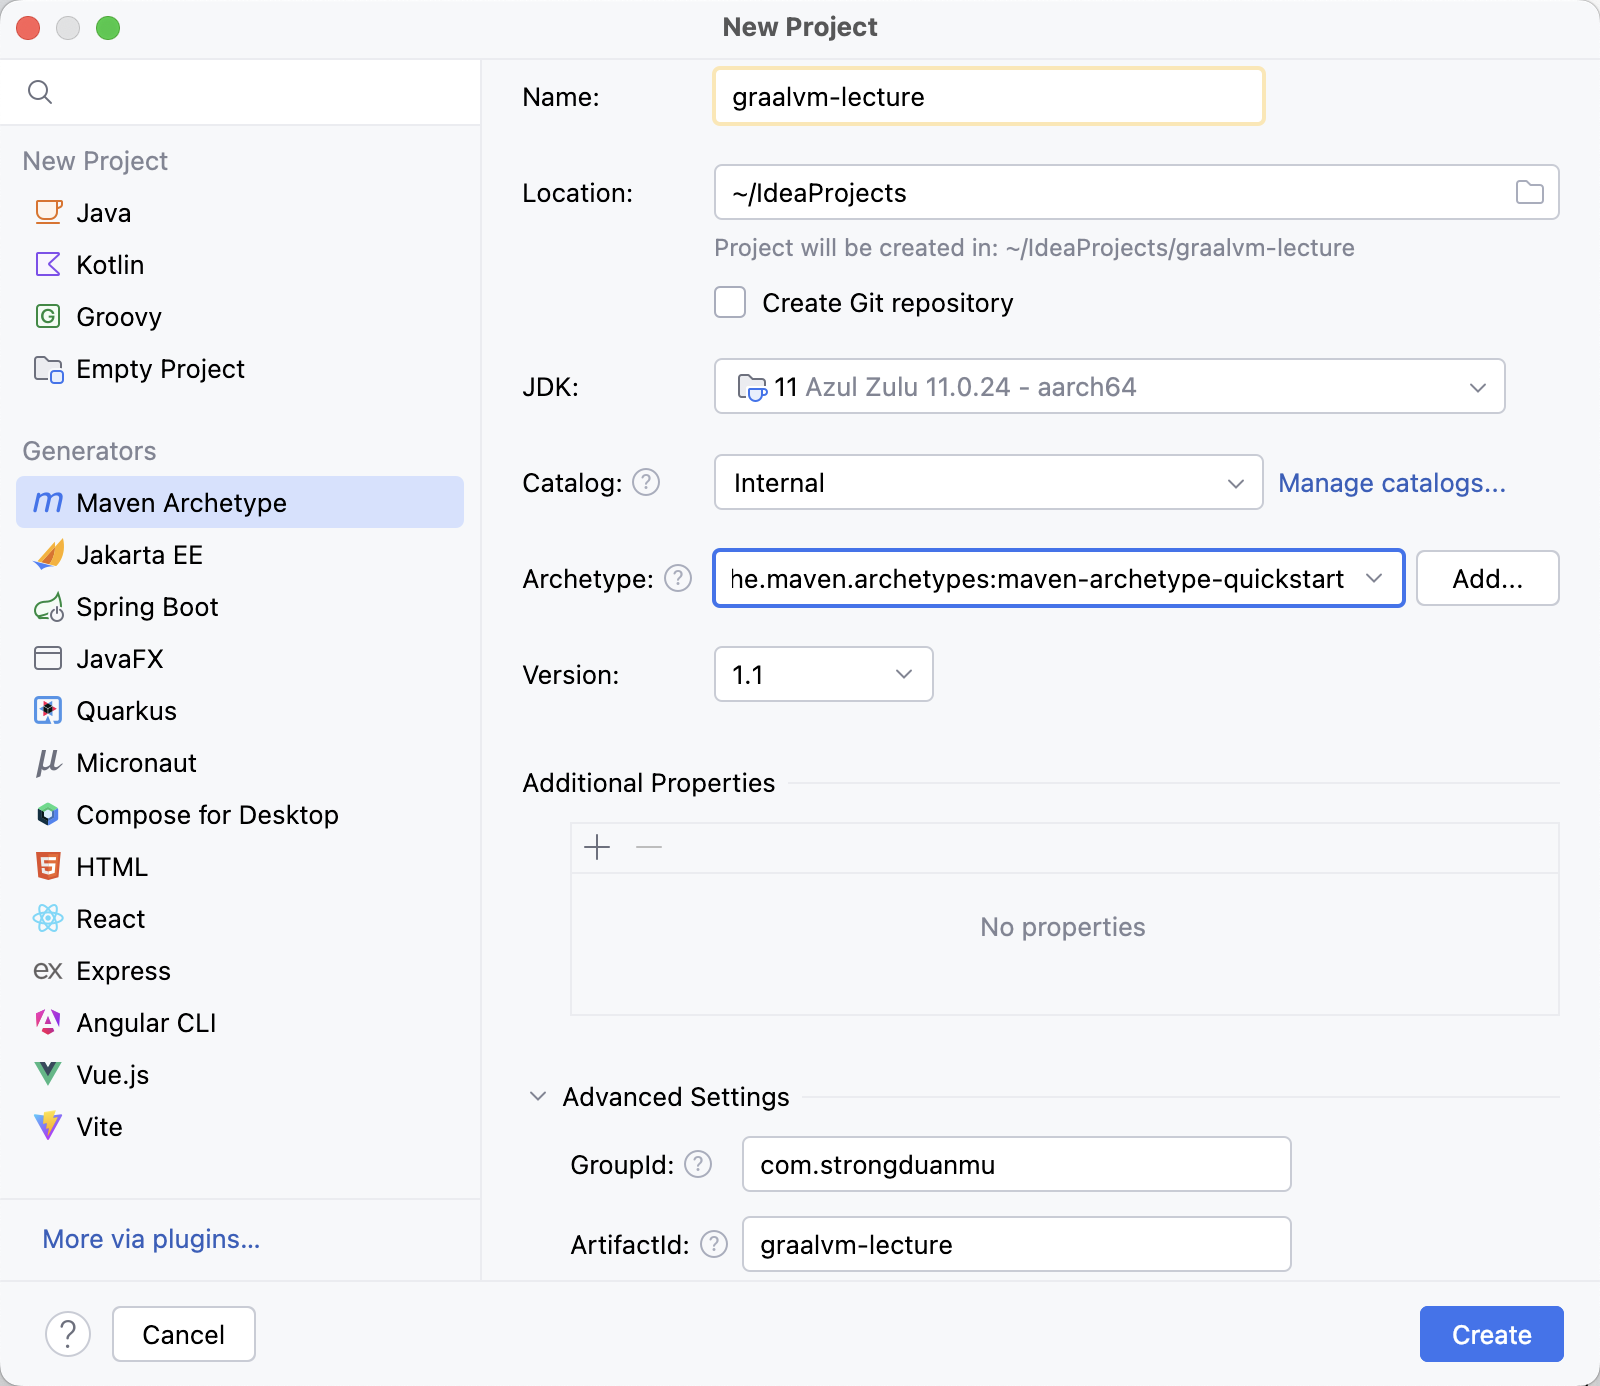 New Project
New Project
Java
Kotlin
Groovy
Empty Project
Generators
Maven Archetype
Jakarta EE
Spring Boot
JavaFX
Quarkus
Micronaut
Compose for Desktop
HTML
React
Express
Angular CLI
Vue.js
Vite
More via plugins...
Name: graalvm-lecture
Location: ~/IdeaProjects
Project will be created in: ~/IdeaProjects/graalvm-lecture
Create Git repository
JDK: 11 Azul Zulu 11.0.24 - aarch64
Catalog: ? Internal Manage catalogs...
Archetype: ? he.maven.archetypes:maven-archetype-quickstart Add...
Version: 1.1
Additional Properties
No properties
Advanced Settings
GroupId: ? com.strongduanmu
ArtifactId: ? graalvm-lecture
? Cancel Create